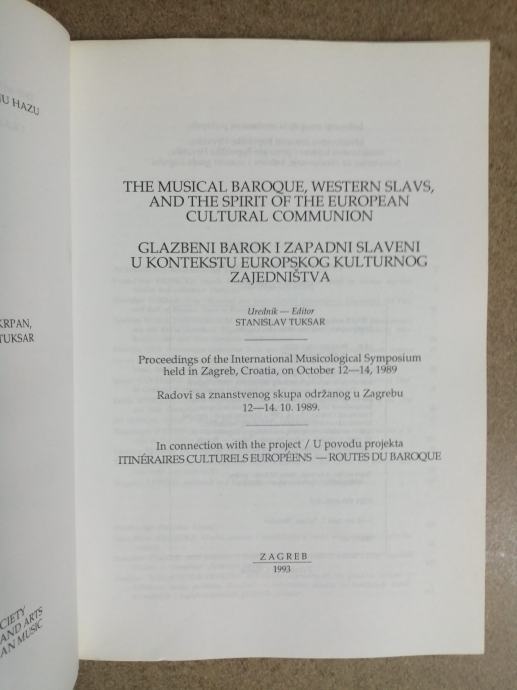 U HAZU
KRPAN,
TUKSAR
CIETY
AND ARTS
AN MUSIC
THE MUSICAL BAROQUE, WESTERN SLAVS,
AND THE SPIRIT OF THE EUROPEAN
CULTURAL COMMUNION
GLAZBENI BAROK I ZAPADNI SLAVENI
U KONTEKSTU EUROPSKOG KULTURNOG
ZAJEDNIŠTVA
Urednik — Editor
STANISLAV TUKSAR
Proceedings of the International Musicological Symposium
held in Zagreb, Croatia, on October 12—14, 1989
Radovi sa znanstvenog skupa održanog u Zagrebu
12—14. 10. 1989.
In connection with the project / U povodu projekta
ITINÉRAIRES CULTURELS EUROPÉENS — ROUTES DU BAROQUE
ZAGREB
1993